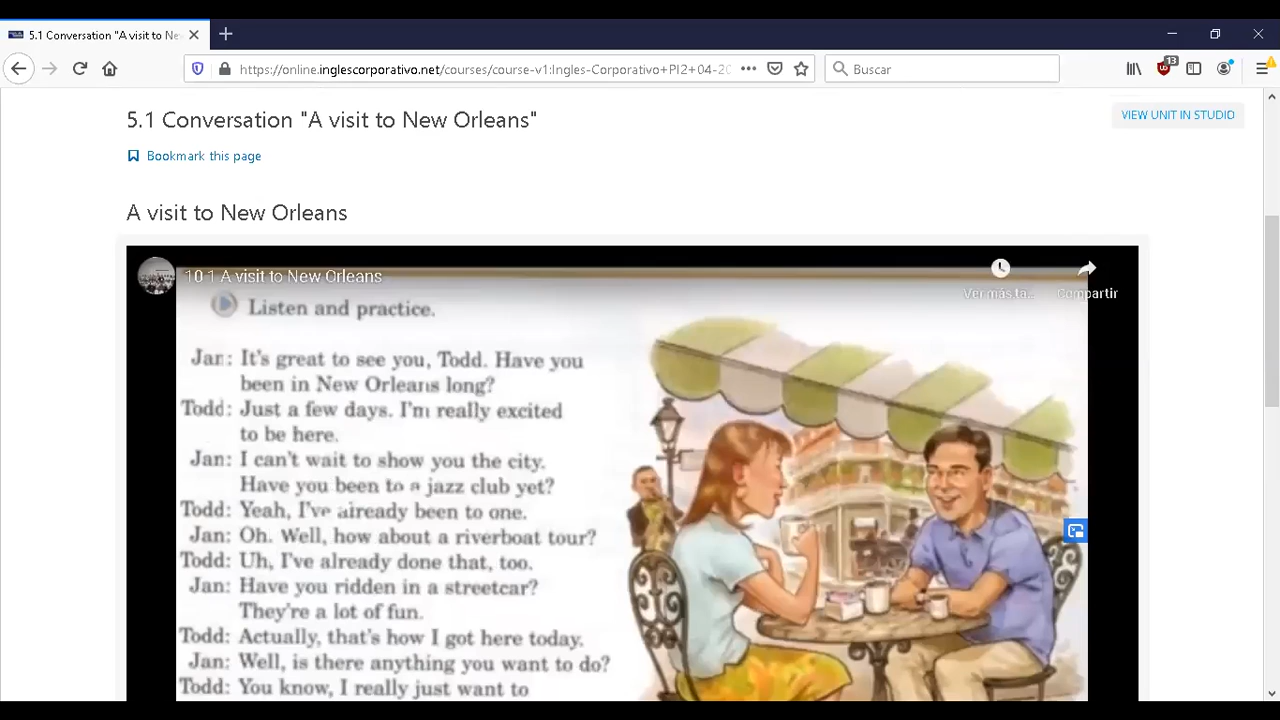 5.1 Conversation "A visit to Ne
https://online.inglescorporativo.net/courses/course-v1:Ingles-Corporativo+PI2+04-20
Buscar
13
5.1 Conversation "A visit to New Orleans"
VIEW UNIT IN STUDIO
Bookmark this page
A visit to New Orleans
10 1 A visit to New Orleans
Ver más ta...
Compartir
Listen and practice.
Jan: It's great to see you, Todd. Have you
been in New Orleans long?
Todd: Just a few days. I'm really excited
to be here.
Jan: I can't wait to show you the city.
Have you been to a jazz club yet?
Todd: Yeah, I've already been to one.
Jan: Oh. Well, how about a riverboat tour?
Todd: Uh, I've already done that, too.
Jan: Have you ridden in a streetcar?
They're a lot of fun.
Todd: Actually, that's how I got here today.
Jan: Well, is there anything you want to do?
Todd: You know, I really just want to